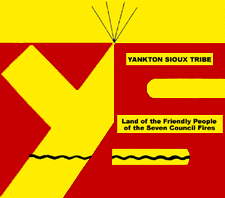 YANKTON SIOUX TRIBE
Land of the Friendly People
of the Seven Council Fires